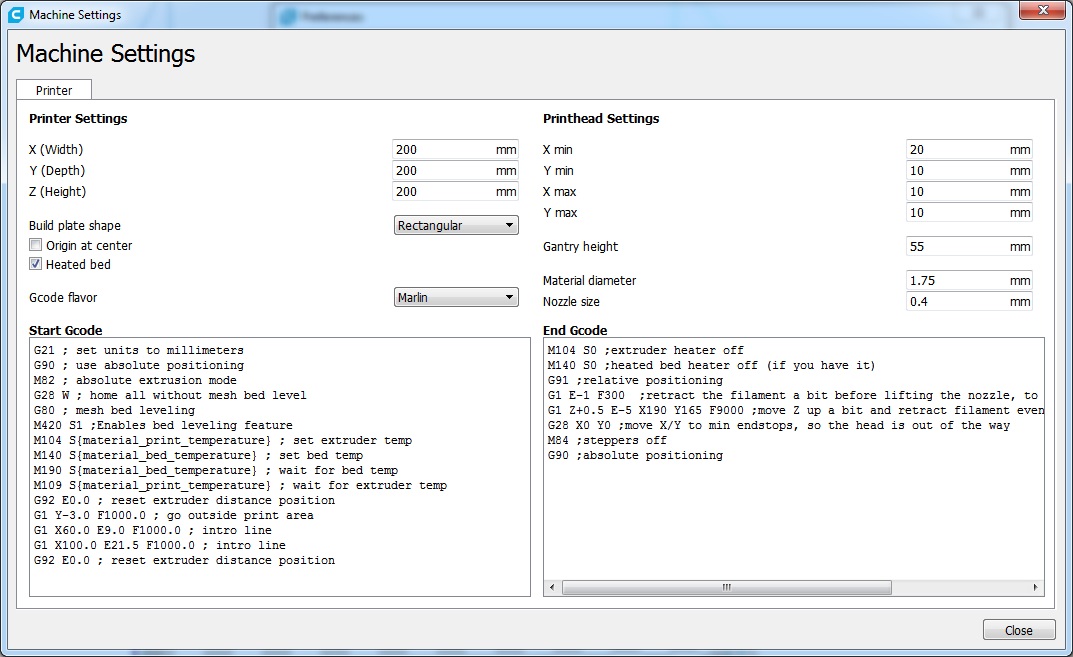 Machine Settings
Preferences
Machine Settings
Printer
Printer Settings
X (Width) 200 mm
Y (Depth) 200 mm
Z (Height) 200 mm
Build plate shape Rectangular
Origin at center
Heated bed
Gcode flavor Marlin
Printhead Settings
X min 20 mm
Y min 10 mm
X max 10 mm
Y max 10 mm
Gantry height 55 mm
Material diameter 1.75 mm
Nozzle size 0.4 mm
Start Gcode
G21 ; set units to millimeters
G90 ; use absolute positioning
M82 ; absolute extrusion mode
G28 W ; home all without mesh bed level
G80 ; mesh bed leveling
M420 S1 ;Enables bed leveling feature
M104 S{material_print_temperature} ; set extruder temp
M140 S{material_bed_temperature} ; set bed temp
M190 S{material_bed_temperature} ; wait for bed temp
M109 S{material_print_temperature} ; wait for extruder temp
G92 E0.0 ; reset extruder distance position
G1 Y-3.0 F1000.0 ; go outside print area
G1 X60.0 E9.0 F1000.0 ; intro line
G1 X100.0 E21.5 F1000.0 ; intro line
G92 E0.0 ; reset extruder distance position
End Gcode
M104 S0 ;extruder heater off
M140 S0 ;heated bed heater off (if you have it)
G91 ;relative positioning
G1 E-1 F300  ;retract the filament a bit before lifting the nozzle, to
G1 Z+0.5 E-5 X190 Y165 F9000 ;move Z up a bit and retract filament even
G28 X0 Y0 ;move X/Y to min endstops, so the head is out of the way
M84 ;steppers off
G90 ;absolute positioning
Close